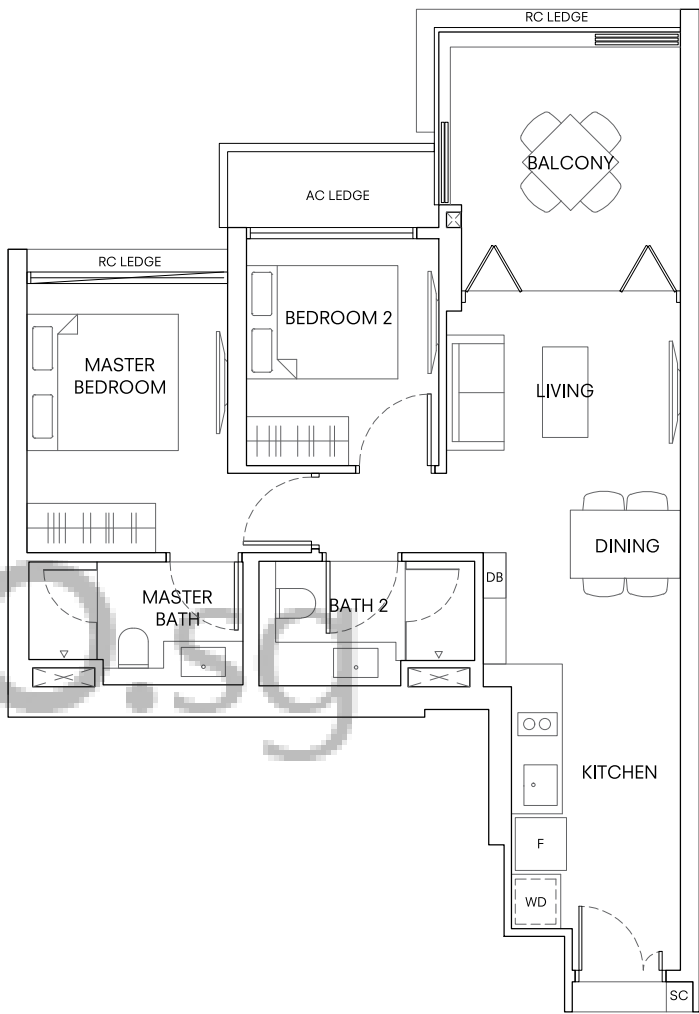 RC LEDGE
BALCONY
AC LEDGE
RC LEDGE
BEDROOM 2
MASTER
BEDROOM
LIVING
DINING
DB
MASTER
BATH
BATH 2
.sg
KITCHEN
F
WD
SC